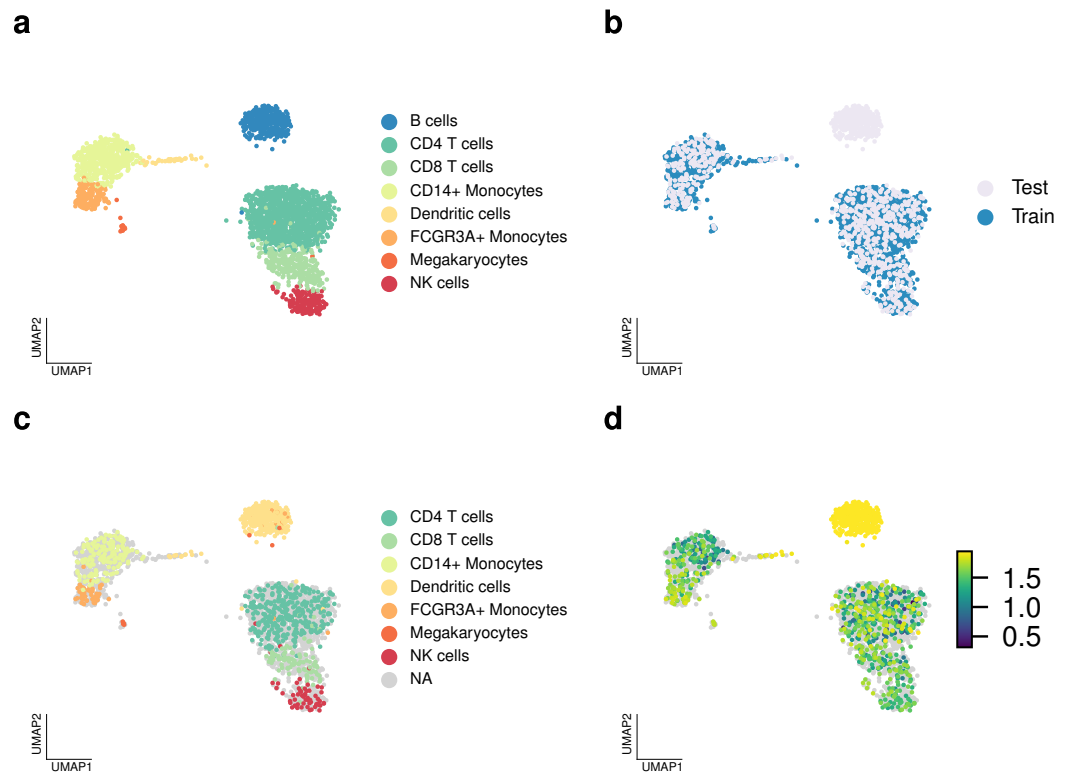 a
B cells
CD4 T cells
CD8 T cells
CD14+ Monocytes
Dendritic cells
FCGR3A+ Monocytes
Megakaryocytes
NK cells
UMAP2
UMAP1
b
Test
Train
UMAP2
UMAP1
c
CD4 T cells
CD8 T cells
CD14+ Monocytes
Dendritic cells
FCGR3A+ Monocytes
Megakaryocytes
NK cells
NA
UMAP2
UMAP1
d
1.5
1.0
0.5
UMAP2
UMAP1